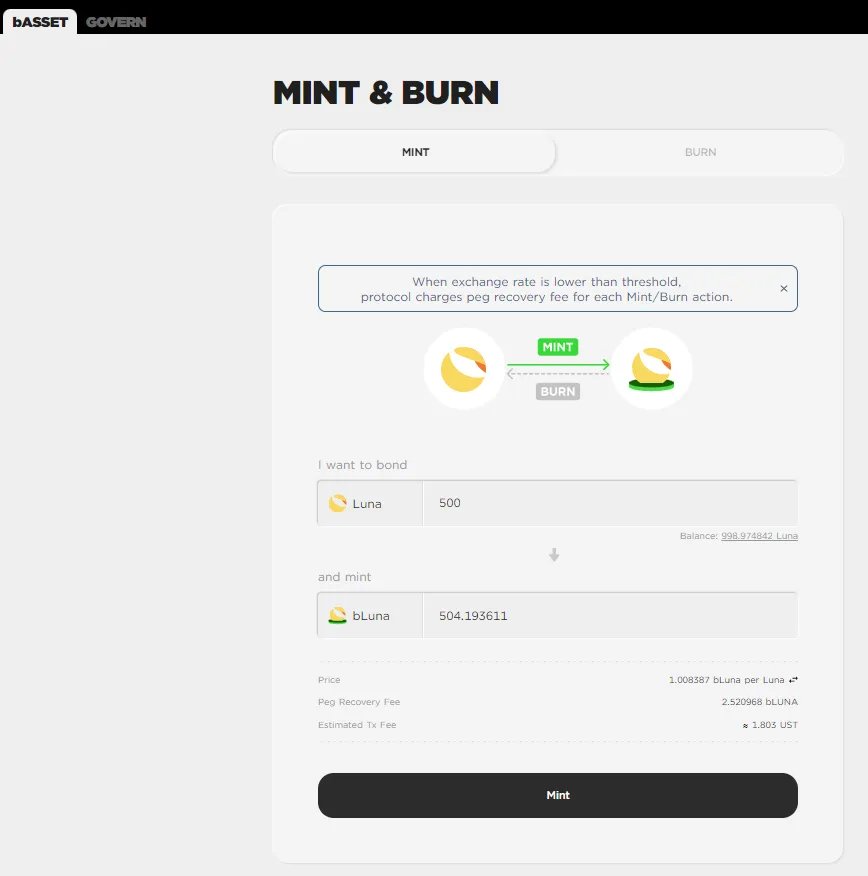 bASSET GOVERN
MINT & BURN
MINT BURN
When exchange rate is lower than threshold,
protocol charges peg recovery fee for each Mint/Burn action. ×
MINT
BURN
I want to bond
Luna 500
Balance: 998.974842 Luna
and mint
bLuna 504.193611
Price 1.008387 bLuna per Luna
Peg Recovery Fee 2.520968 bLUNA
Estimated Tx Fee ≈ 1.803 UST
Mint